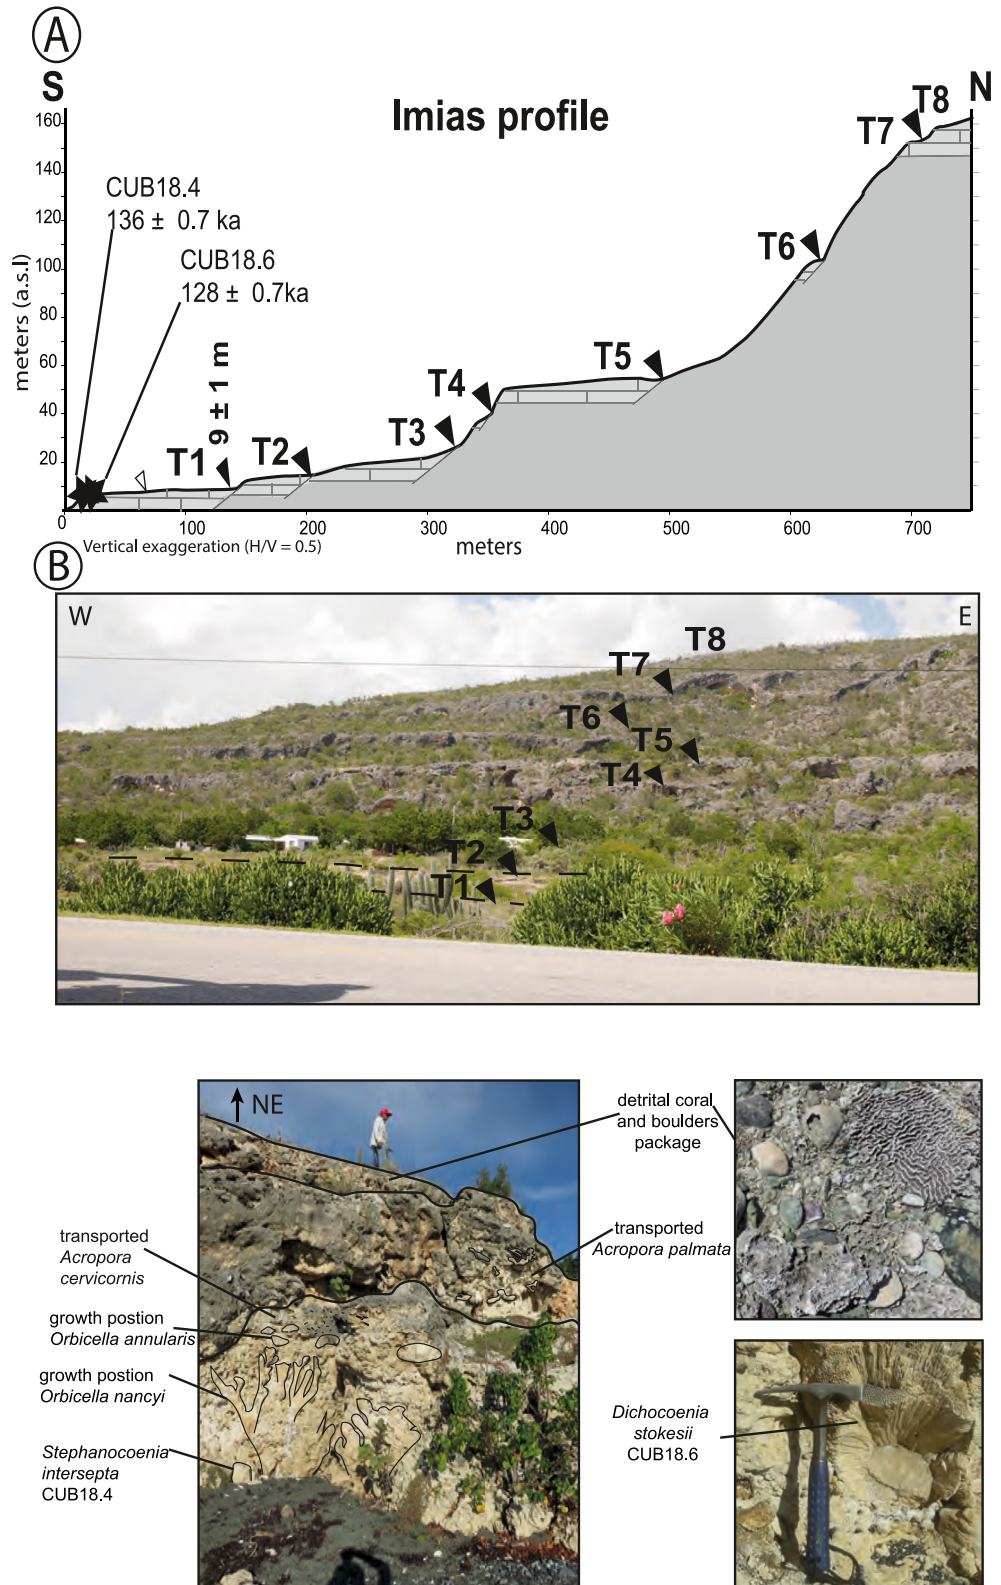 A
S
N
Imias profile
T8
T7
T6
T5
T4
T3
T2
T1
9 ± 1 m
CUB18.4
136 ± 0.7 ka
CUB18.6
128 ± 0.7ka
meters (a.s.l)
160
140
120
100
80
60
40
20
0
100
200
300
400
500
600
700
Vertical exaggeration (H/V = 0.5)
meters
B
W
E
T8
T7
T6
T5
T4
T3
T2
T1
NE
detrital coral
and boulders
package
transported
Acropora
cervicornis
transported
Acropora palmata
growth postion
Orbicella annularis
growth postion
Orbicella nancyi
Stephanocoenia
intersepta
CUB18.4
Dichocoenia
stokesii
CUB18.6